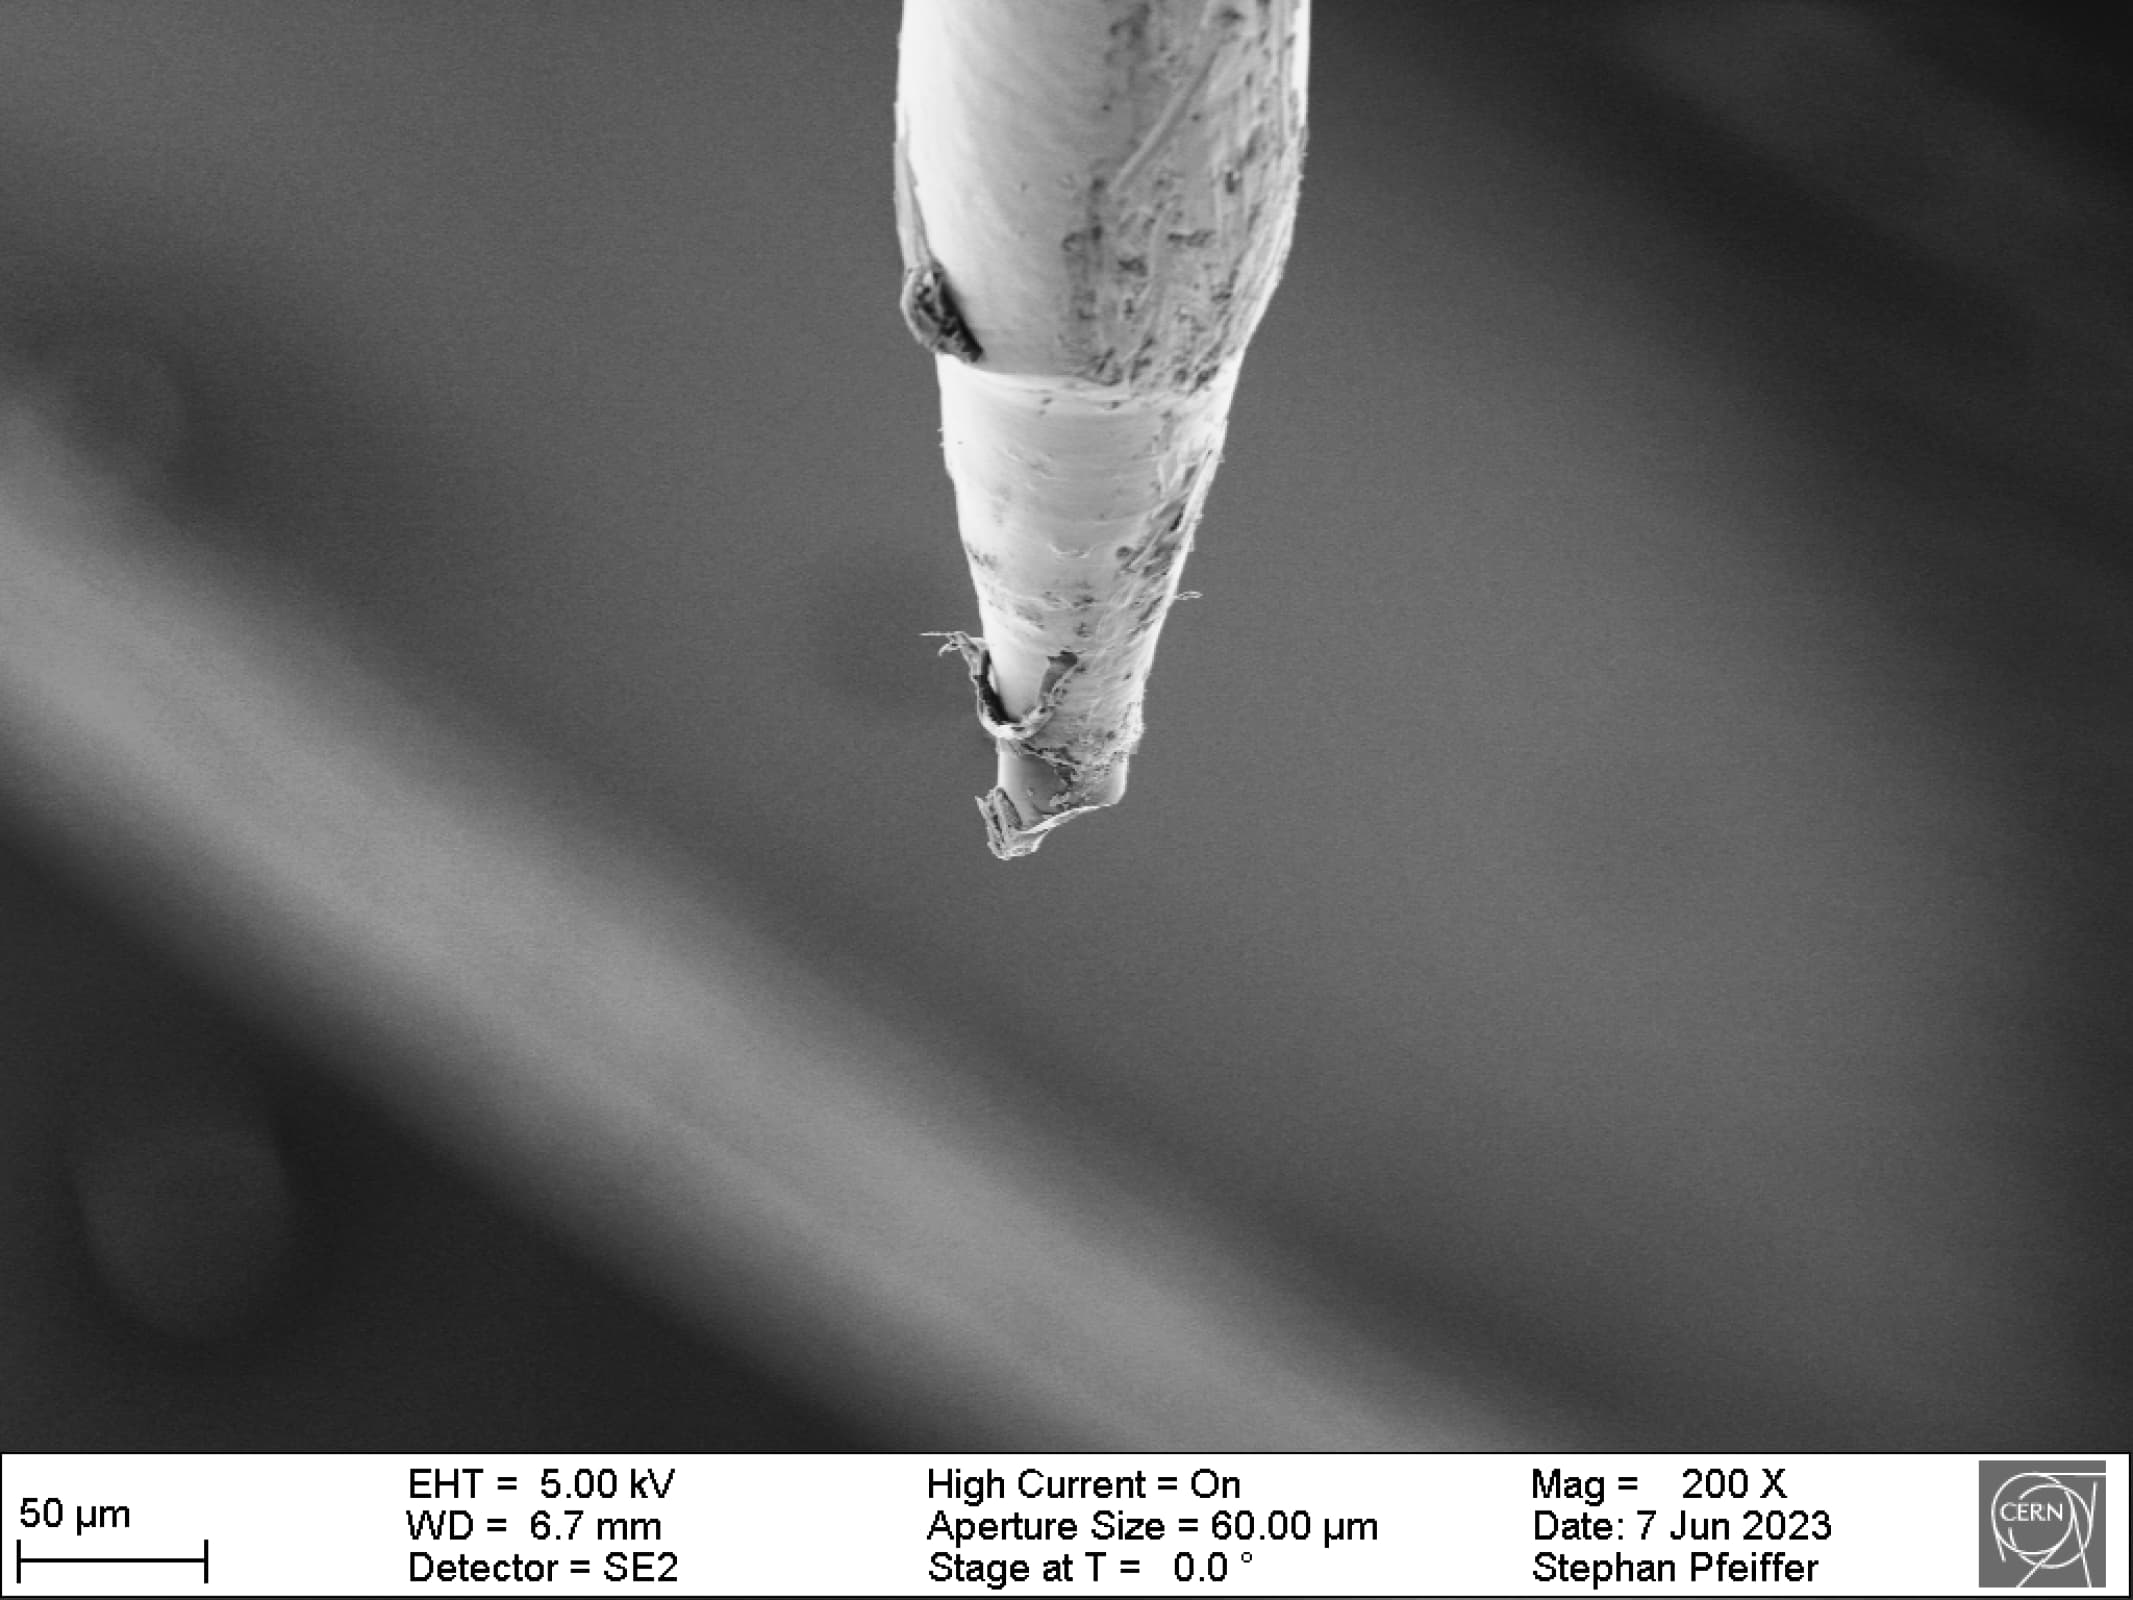 50 µm
EHT = 5.00 kV
WD = 6.7 mm
Detector = SE2
High Current = On
Aperture Size = 60.00 µm
Stage at T = 0.0 °
Mag = 200 X
Date: 7 Jun 2023
Stephan Pfeiffer
CERN